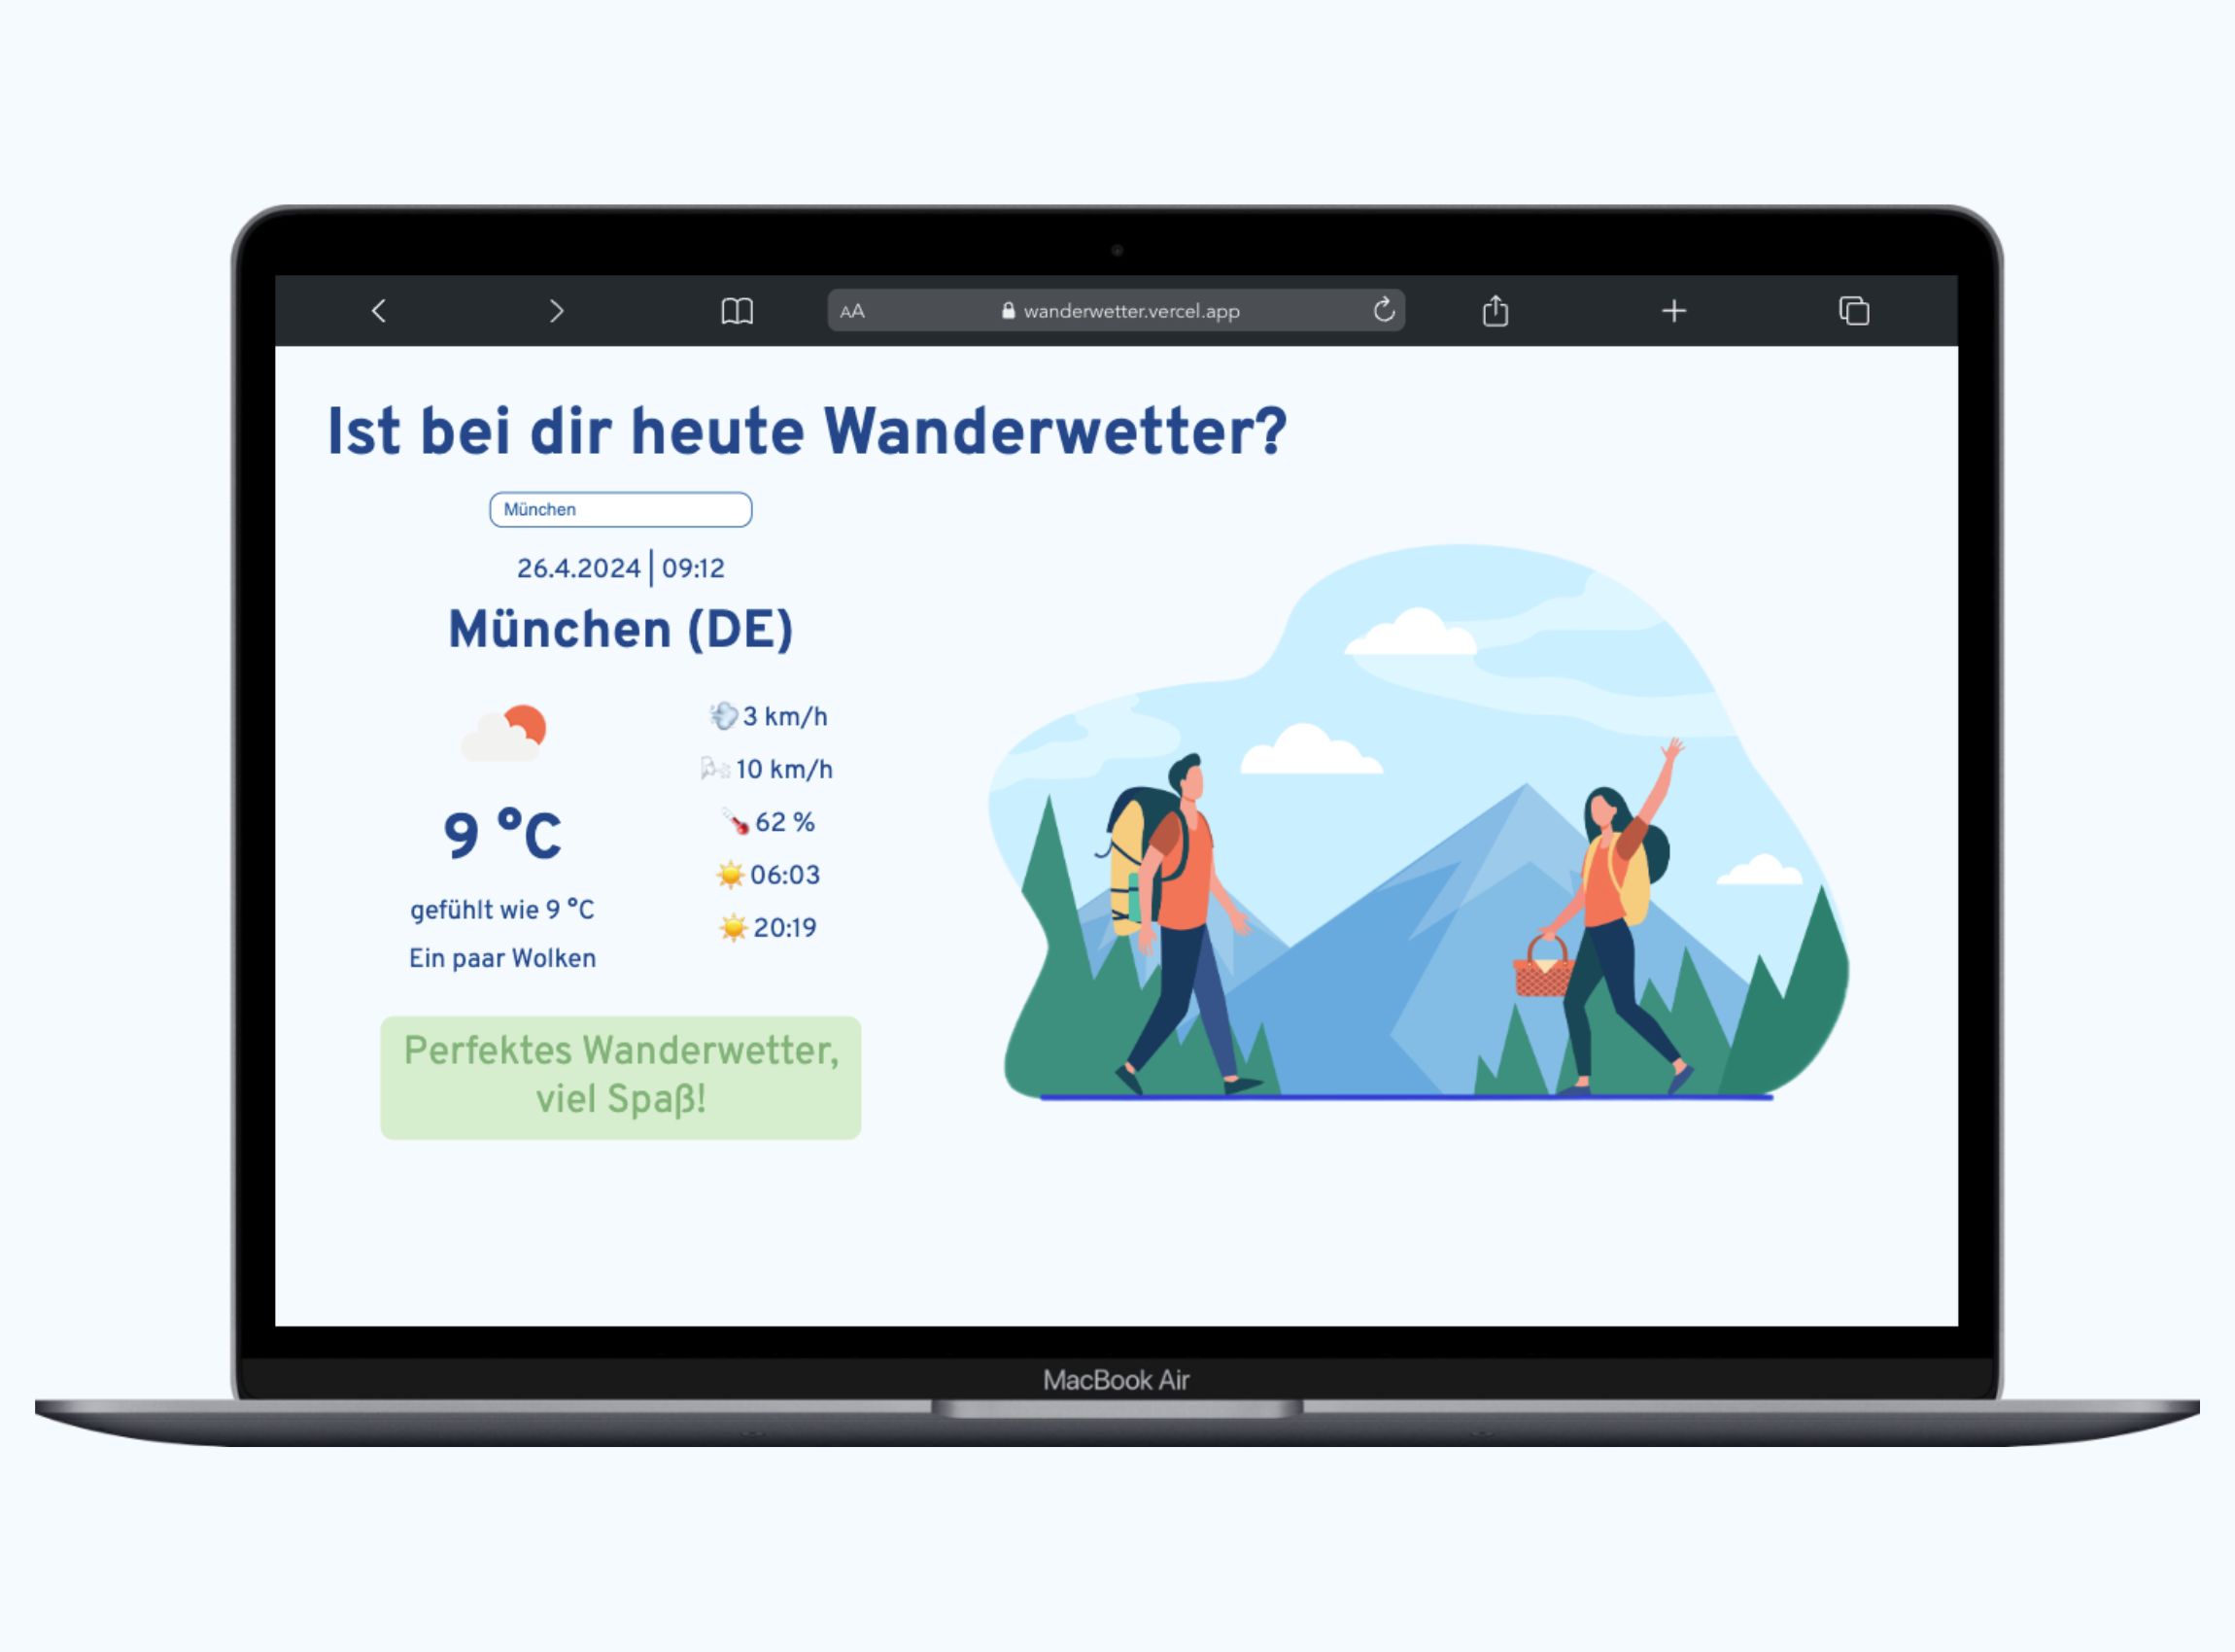 AA wanderwetter.vercel.app
Ist bei dir heute Wanderwetter?
München
26.4.2024 | 09:12
München (DE)
9 °C
gefühlt wie 9 °C
Ein paar Wolken
3 km/h
10 km/h
62 %
06:03
20:19
Perfektes Wanderwetter,
viel Spaß!
MacBook Air